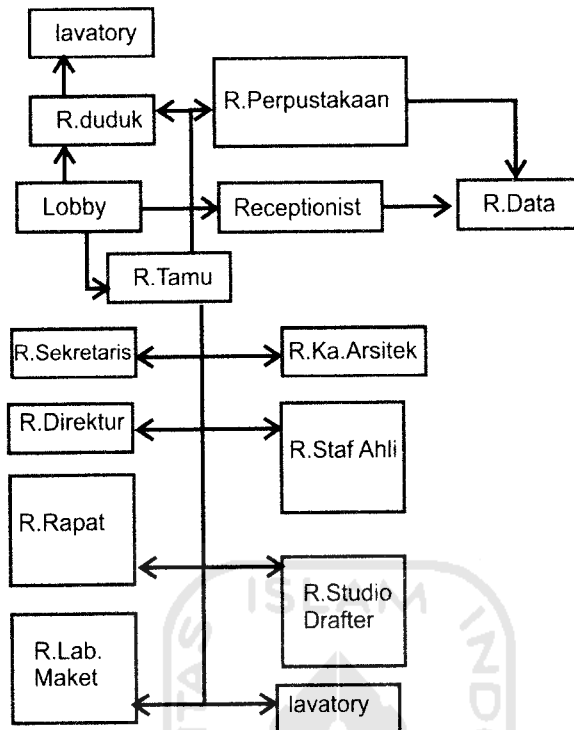 lavatory
R.duduk
R.Perpustakaan
Lobby
Receptionist
R.Data
R.Tamu
R.Sekretaris
R.Ka.Arsitek
R.Direktur
R.Staf Ahli
R.Rapat
R.Studio
Drafter
R.Lab.
Maket
lavatory
ISLAM